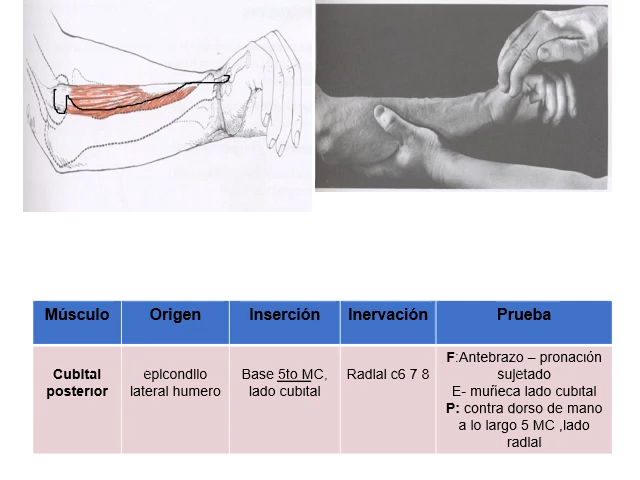 Músculo Origen Inserción Inervación Prueba
Cubital posterior
epicondilo lateral humero
Base 5to MC, lado cubital
Radial c6 7 8
F:Antebrazo – pronación sujetado
E- muñeca lado cubital
P: contra dorso de mano a lo largo 5 MC ,lado radlal